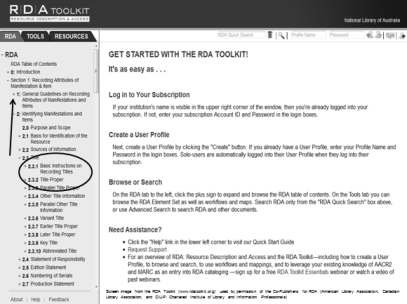 RDA TOOLKIT
RESOURCE DESCRIPTION & ACCESS
National Library of Australia
RDA TOOLS RESOURCES
RDA Quick Search
Profile Name
Password
RDA
RDA Table of Contents
0: Introduction
Section 1: Recording Attributes of
Manifestation & Item
1: General Guidelines on Recording
Attributes of Manifestations and
Items
2: Identifying Manifestations and
Items
2.0 Purpose and Scope
2.1 Basis for Identification of the
Resource
2.2 Sources of Information
2.3.1 Basic Instructions on
Recording Titles
2.3.2 Title Proper
2.3.3 Parallel Title Proper
2.3.4 Other Title Information
2.3.5 Parallel Other Title
Information
2.3.6 Variant Title
2.3.7 Earlier Title Proper
2.3.8 Later Title Proper
2.3.9 Key Title
2.3.10 Abbreviated Title
2.4 Statement of Responsibility
2.5 Edition Statement
2.6 Numbering of Serials
2.7 Production Statement
About | Help | Feedback
GET STARTED WITH THE RDA TOOLKIT!
It's as easy as . . .
Log in to Your Subscription
If your institution's name is visible in the upper right corner of the window, then you're already logged into your
subscription. If not, enter your subscription Account ID and Password in the login boxes.
Create a User Profile
Next, create a User Profile by clicking the "Create" button. If you already have a User Profile, enter your Profile Name and
Password in the login boxes. Solo-users are automatically logged into their User Profile when they log into their
subscription.
Browse or Search
On the RDA tab to the left, click the plus sign to expand and browse the RDA table of contents. On the Tools tab you can
browse the RDA Element Set as well as workflows and maps. Search RDA only from the "RDA Quick Search" box above,
or use Advanced Search to search RDA and other documents.
Need Assistance?
Click the "Help" link in the lower left corner to visit our Quick Start Guide
Request Support
For an overview of RDA: Resource Description and Access and the RDA Toolkit—including how to create a User
Profile, to browse and search, to use workflows and mappings, and to leverage your existing knowledge of AACR2
and MARC as an entry into RDA cataloging —sign up for a free RDA Toolkit Essentials webinar or watch a video of
past webinars.
Screen image from the RDA Toolkit (www.rdatoolkit.org) used by permission of the Co-Publishers for RDA (American Library Association, Canadian
Library Association, and CILIP: Chartered Institute of Library and Information Professionals)